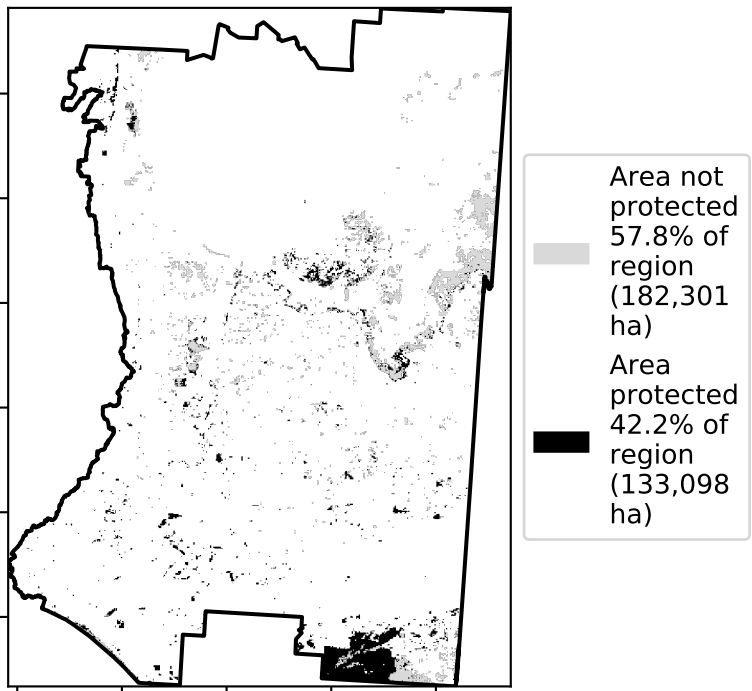 Area not
protected
57.8% of
region
(182,301
ha)
Area
protected
42.2% of
region
(133,098
ha)